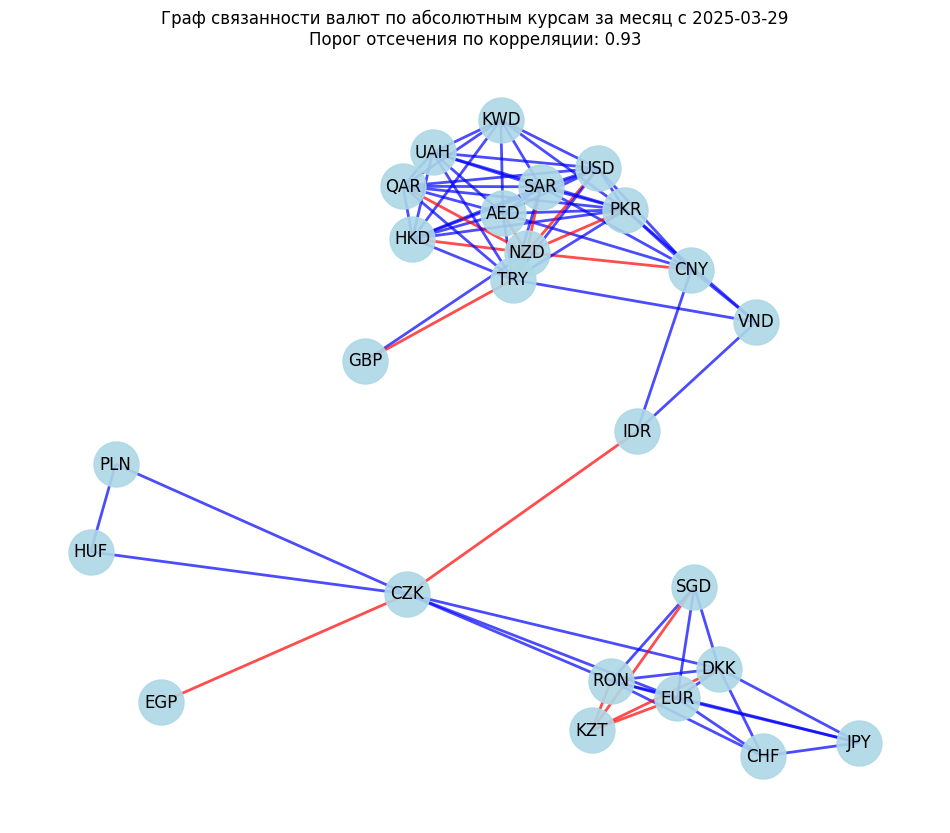 Граф связанности валют по абсолютным курсам за месяц с 2025-03-29
Порог отсечения по корреляции: 0.93
KWD
UAH
USD
QAR
SAR
PKR
AED
HKD
NZD
CNY
TRY
VND
GBP
IDR
PLN
HUF
SGD
CZK
DKK
RON
EUR
EGP
KZT
JPY
CHF